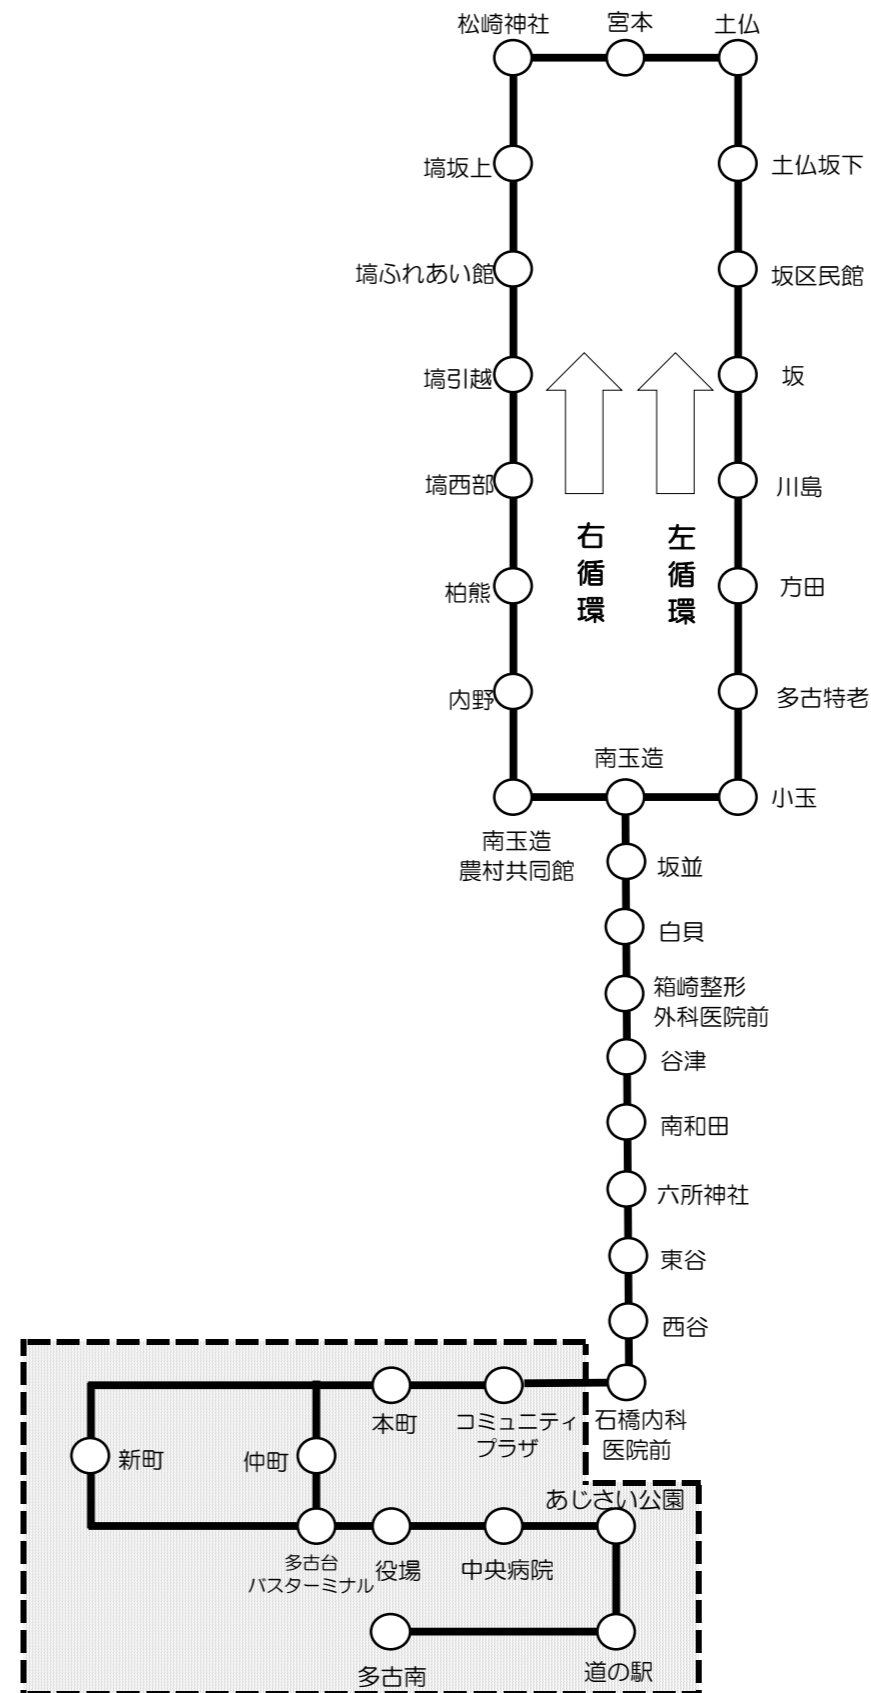 松崎神社
宮本
土仏
塙坂上
土仏坂下
塙ふれあい館
坂区民館
塙引越
坂
塙西部
川島
右循環
左循環
柏熊
方田
内野
多古特老
南玉造
小玉
南玉造
農村共同館
坂並
白貝
箱崎整形
外科医院前
谷津
南和田
六所神社
東谷
西谷
本町
コミュニティ
プラザ
石橋内科
医院前
新町
仲町
あじさい公園
多古台
バスターミナル
役場
中央病院
多古南
道の駅